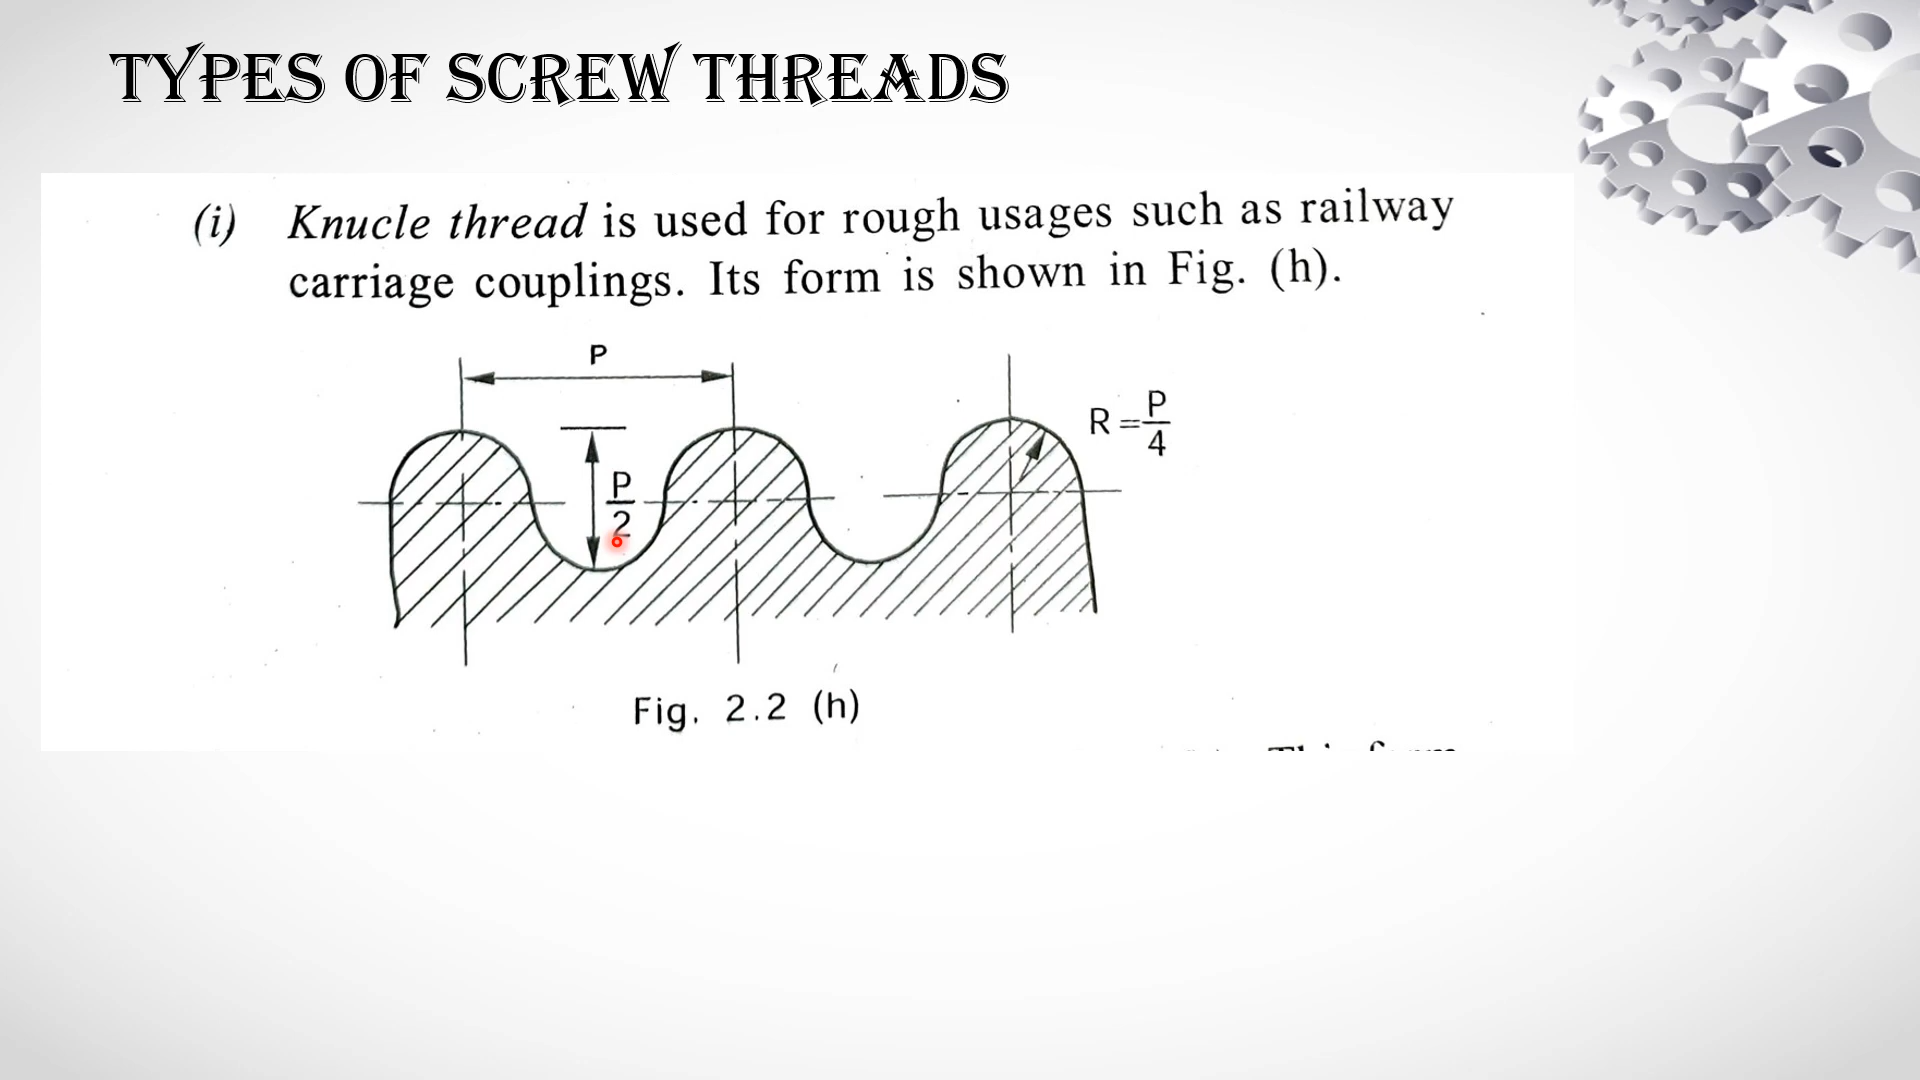 TYPES OF SCREW THREADS
(i) Knucle thread is used for rough usages such as railway
carriage couplings. Its form is shown in Fig. (h).
P
R = P/4
P/2
Fig. 2.2 (h)